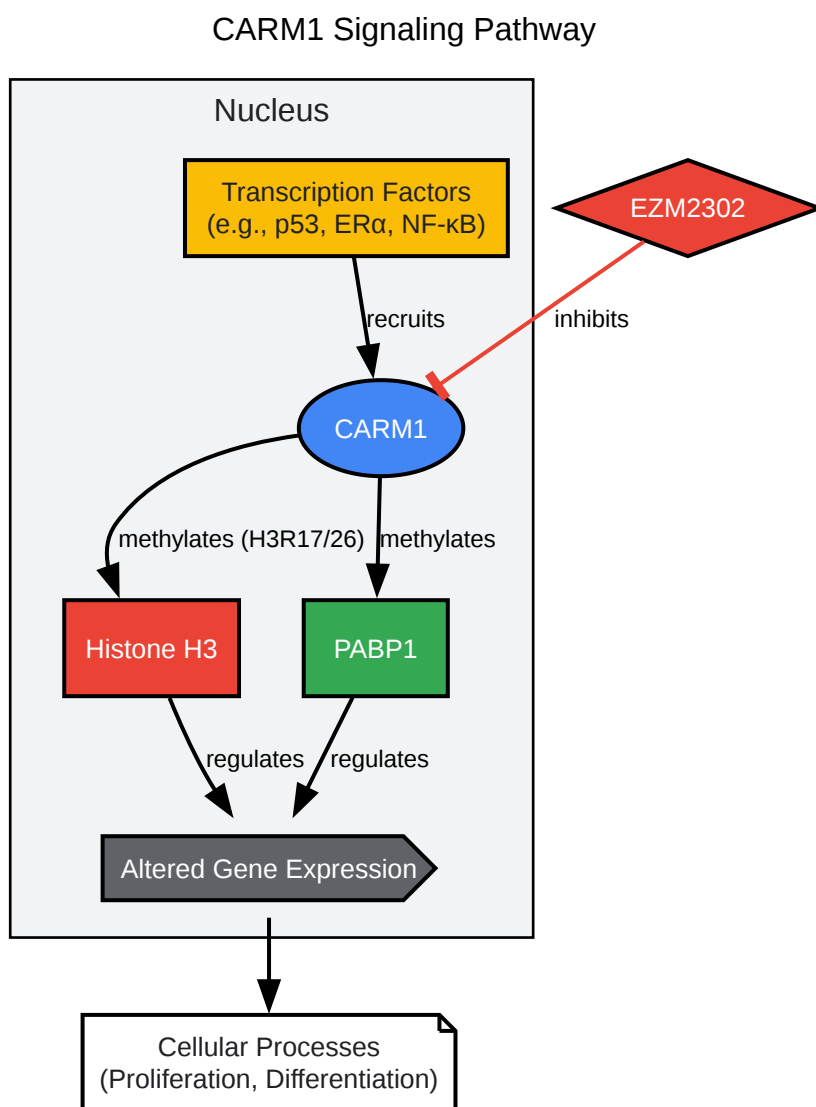 CARM1 Signaling Pathway
Nucleus
Transcription Factors
(e.g., p53, ERα, NF-κB)
EZM2302
recruits
inhibits
CARM1
methylates (H3R17/26)
methylates
Histone H3
PABP1
regulates
regulates
Altered Gene Expression
Cellular Processes
(Proliferation, Differentiation)